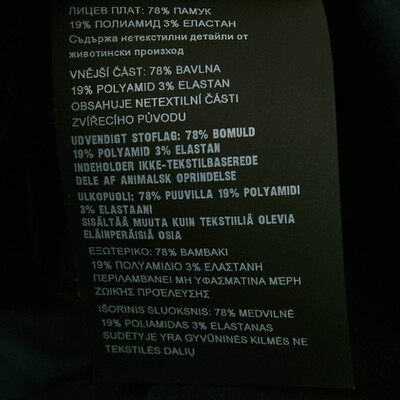 ЛИЦЕВ ПЛАТ: 78% ПАМУК
19% ПОЛИАМИД 3% ЕЛАСТАН
Съдържа нетекстилни детайли от
животински произход
VNĚJŠÍ ČÁST: 78% BAVLNA
19% POLYAMID 3% ELASTAN
OBSAHUJE NETEXTILNÍ ČÁSTI
ZVÍŘECÍHO PŮVODU
UDVENDIGT STOFLAG: 78% BOMULD
19% POLYAMID 3% ELASTAN
INDEHOLDER IKKE-TEKSTILBASEREDE
DELE AF ANIMALSK OPRINDELSE
ULKOPUOLI: 78% PUUVILLA 19% POLYAMIDI
3% ELASTAANI
SISÄLTÄÄ MUUTA KUIN TEKSTIILIÄ OLEVIA
ELÄINPERÄISIÄ OSIA
ΕΞΩΤΕΡΙΚΟ: 78% ΒΑΜΒΑΚΙ
19% ΠΟΛΥΑΜΙΔΙΟ 3% ΕΛΑΣΤΑΝΗ
ΠΕΡΙΛΑΜΒΑΝΕΙ ΜΗ ΥΦΑΣΜΑΤΙΝΑ ΜΕΡΗ
ΖΩΙΚΗΣ ΠΡΟΕΛΕΥΣΗΣ
IŠORINIS SLUOKSNIS: 78% MEDVILNĖ
19% POLIAMIDAS 3% ELASTANAS
SUDĖTYJE YRA GYVŪNINĖS KILMĖS NE
TEKSTILĖS DALIŲ